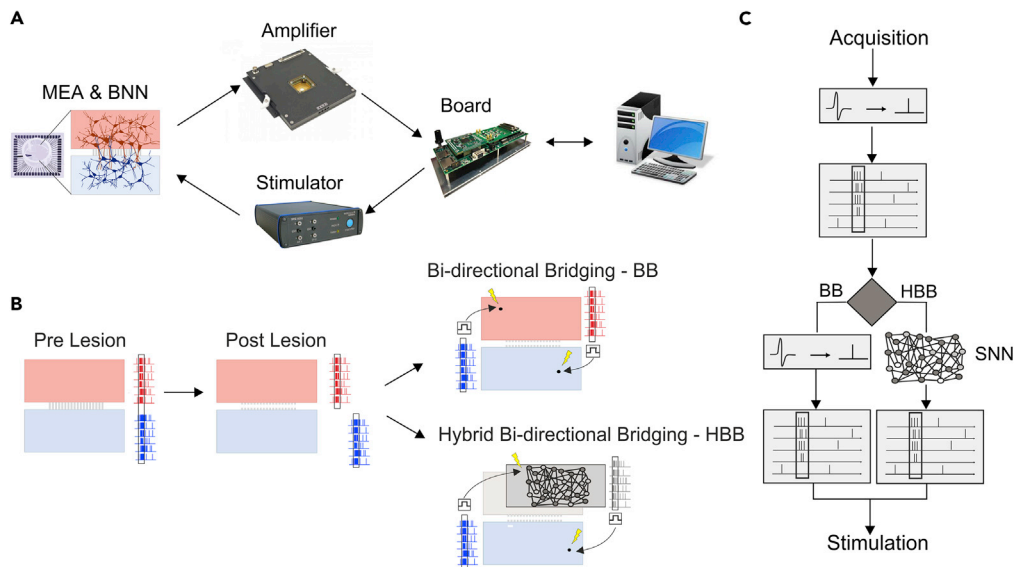 A
Amplifier
MEA & BNN
Board
Stimulator
B
Bi-directional Bridging - BB
Pre Lesion
Post Lesion
Hybrid Bi-directional Bridging - HBB
C
Acquisition
BB
HBB
SNN
Stimulation